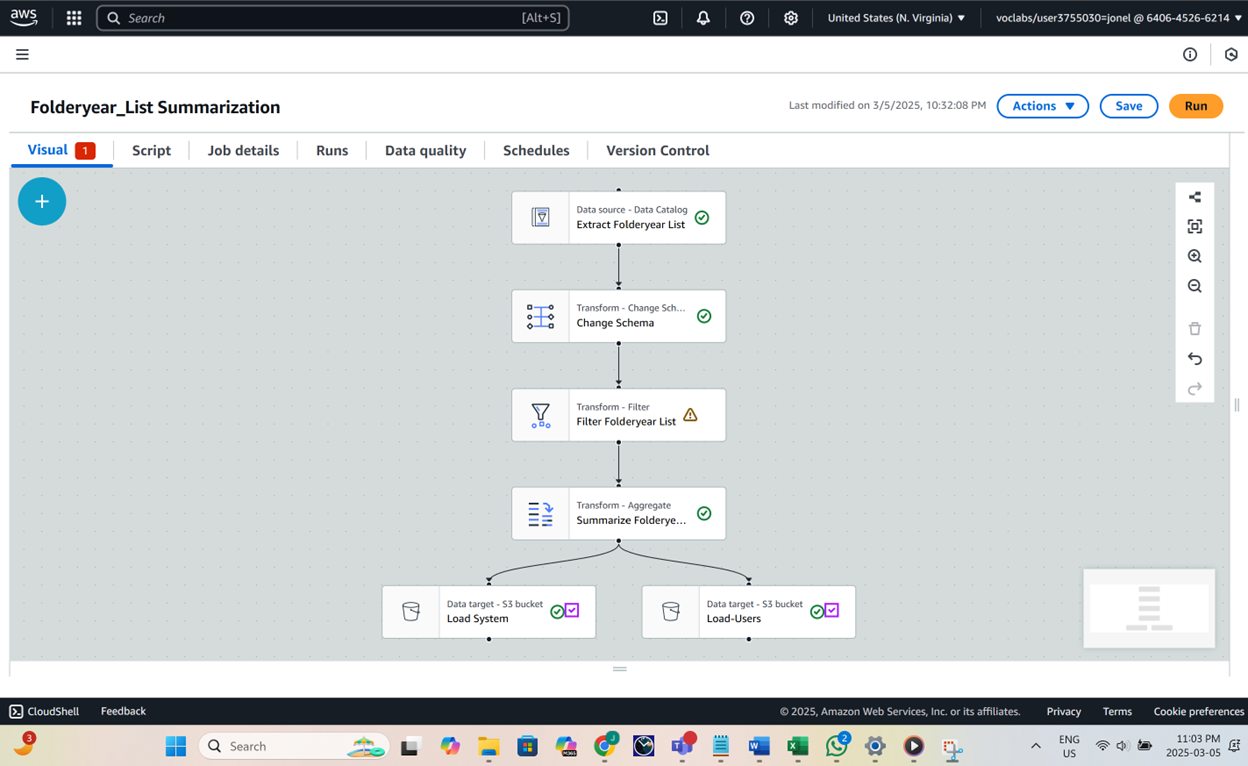 aws
Search [Alt+S]
United States (N. Virginia)
voclabs/user3755030=jonel @ 6406-4526-6214
Folderyear_List Summarization
Last modified on 3/5/2025, 10:32:08 PM
Actions
Save
Run
Visual 1
Script
Job details
Runs
Data quality
Schedules
Version Control
Data source - Data Catalog
Extract Folderyear List
Transform - Change Sch...
Change Schema
Transform - Filter
Filter Folderyear List
Transform - Aggregate
Summarize Folderye...
Data target - S3 bucket
Load System
Data target - S3 bucket
Load-Users
CloudShell
Feedback
© 2025, Amazon Web Services, Inc. or its affiliates.
Privacy
Terms
Cookie preferences
3
Search
M365
J
2
ENG
US
11:03 PM
2025-03-05